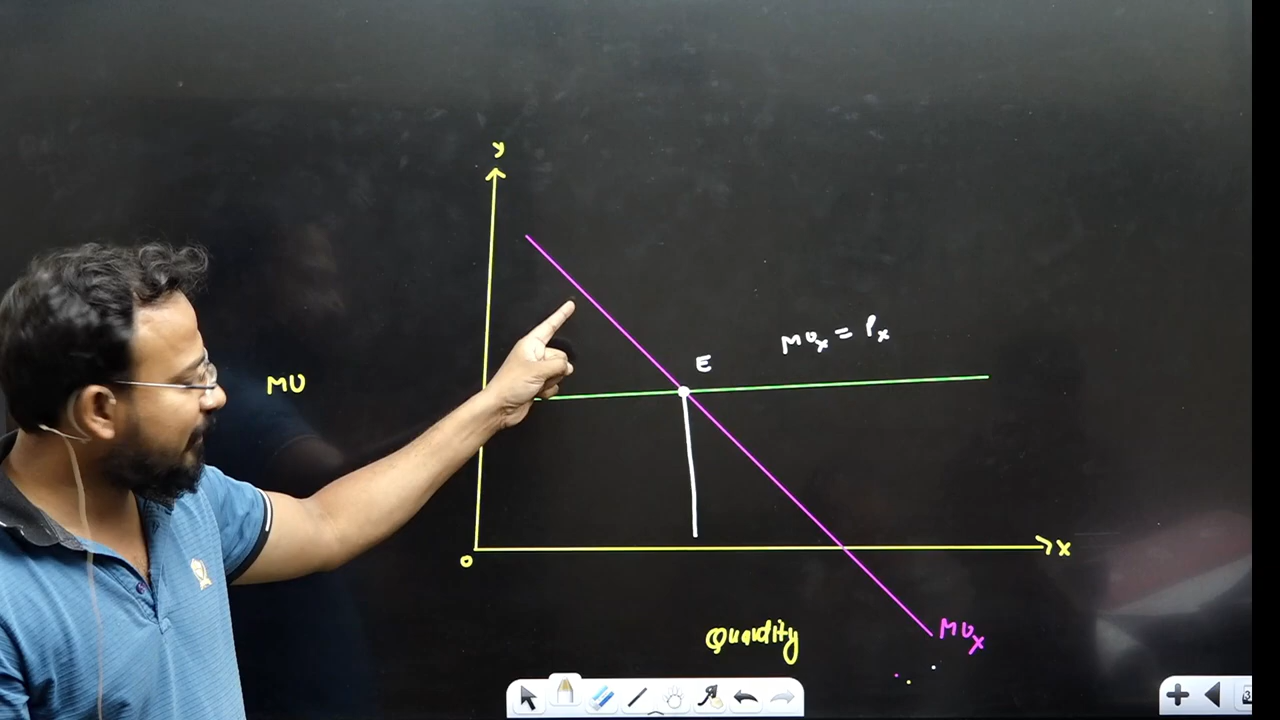 y
MU
E
MUx = Px
O
x
Quantity
MUx